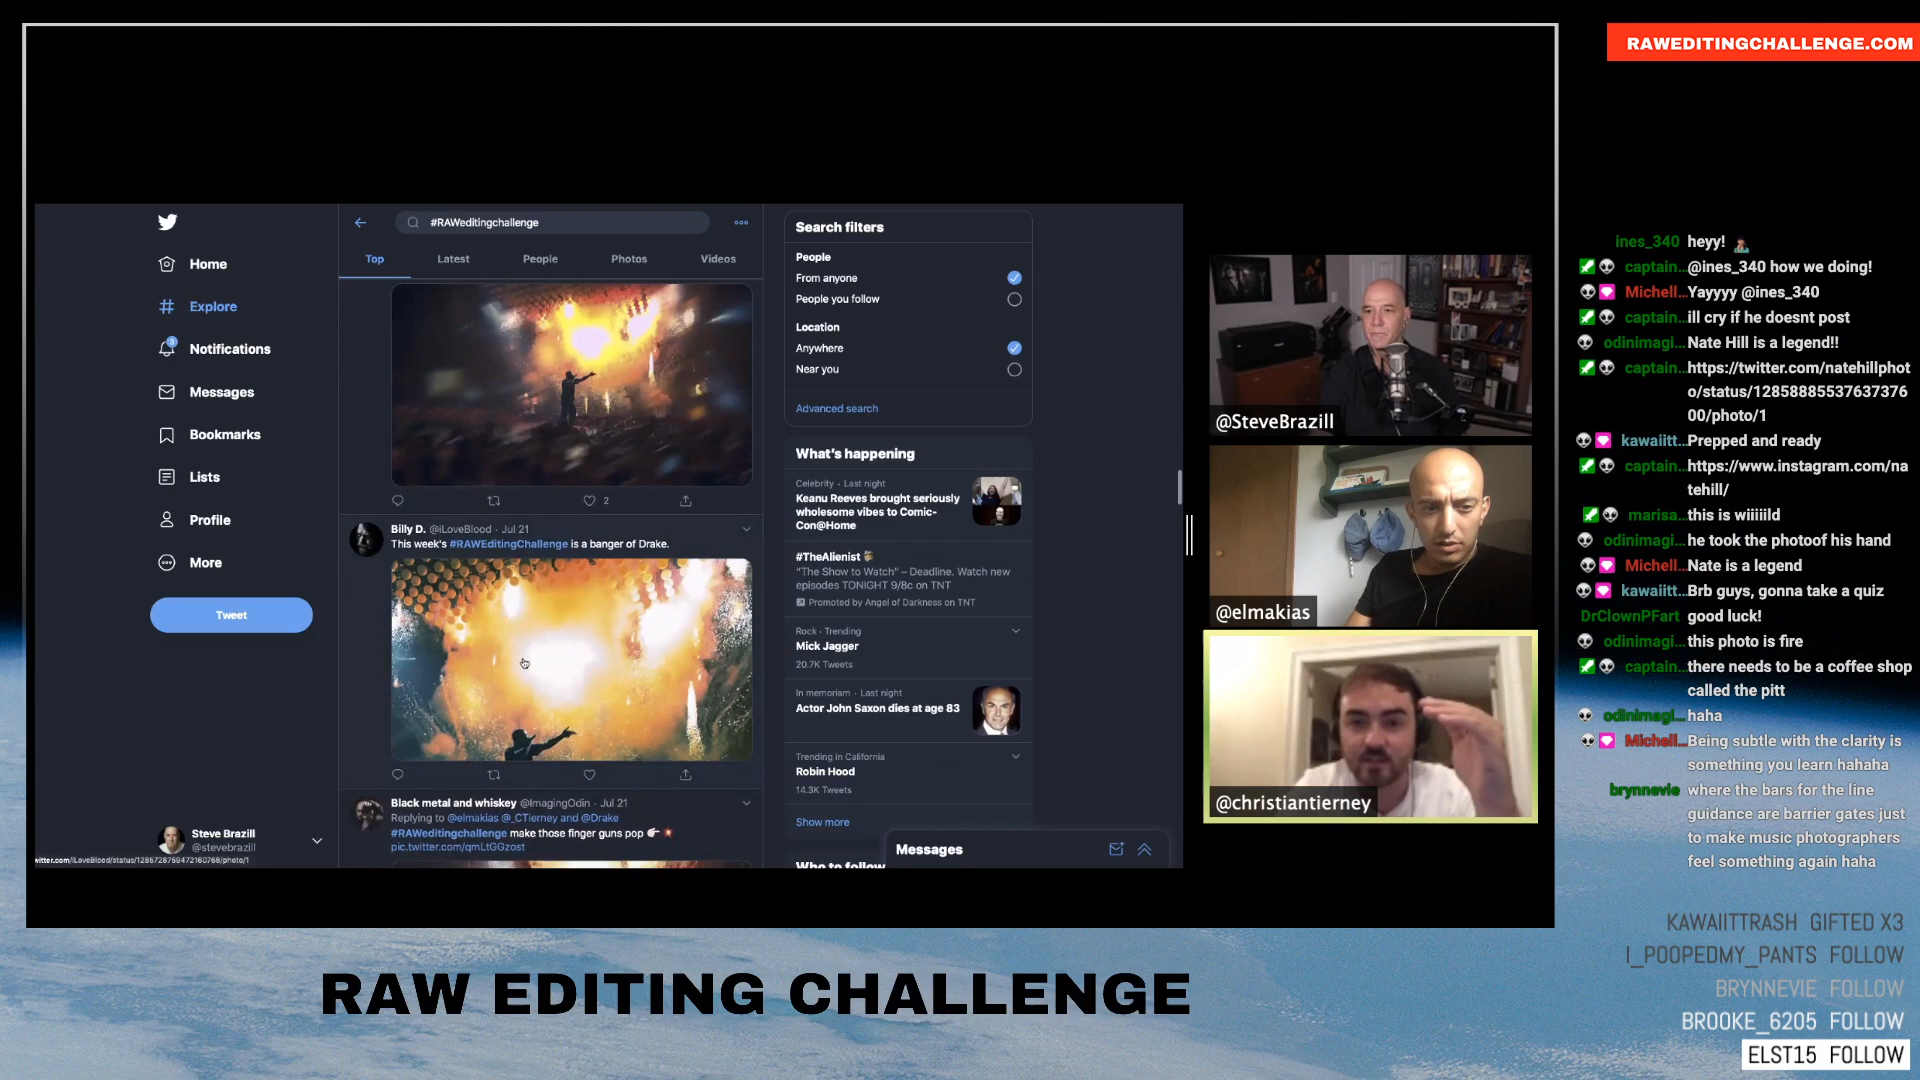 RAWEDITINGCHALLENGE.COM
#RAWeditingchallenge
Home
Explore
3
Notifications
Messages
Bookmarks
Lists
Profile
More
Tweet
Steve Brazill
@stevebrazill
Top
Latest
People
Photos
Videos
2
Billy D. @iLoveBlood · Jul 21
This week's #RAWEditingChallenge is a banger of Drake.
Black metal and whiskey @ImagingOdin · Jul 21
Replying to @elmakias @_CTierney and @Drake
#RAWeditingchallenge make those finger guns pop
pic.twitter.com/qmLtGGzost
Search filters
People
From anyone
People you follow
Location
Anywhere
Near you
Advanced search
What's happening
Celebrity · Last night
Keanu Reeves brought seriously
wholesome vibes to Comic-
Con@Home
#TheAlienist
"The Show to Watch" – Deadline. Watch new
episodes TONIGHT 9/8c on TNT
Promoted by Angel of Darkness on TNT
Rock · Trending
Mick Jagger
20.7K Tweets
In memoriam · Last night
Actor John Saxon dies at age 83
Trending in California
Robin Hood
14.3K Tweets
Show more
Who to follow
Messages
@SteveBrazill
@elmakias
@christiantierney
ines_340 heyy!
captain... @ines_340 how we doing!
Michell... Yayyyy @ines_340
captain... ill cry if he doesnt post
odinimagi... Nate Hill is a legend!!
captain... https://twitter.com/natehillphot
o/status/12858885537637376
00/photo/1
kawaiitt... Prepped and ready
captain... https://www.instagram.com/na
tehill/
marisa... this is wiiiiild
odinimagi... he took the photoof his hand
Michell... Nate is a legend
kawaiitt... Brb guys, gonna take a quiz
DrClownPFart good luck!
odinimagi... this photo is fire
captain... there needs to be a coffee shop
called the pitt
odinimagi... haha
Michell... Being subtle with the clarity is
something you learn hahaha
brynnevie where the bars for the line
guidance are barrier gates just
to make music photographers
feel something again haha
KAWAIITTRASH GIFTED X3
I_POOPEDMY_PANTS FOLLOW
BRYNNEVIE FOLLOW
BROOKE_6205 FOLLOW
ELST15 FOLLOW
RAW EDITING CHALLENGE